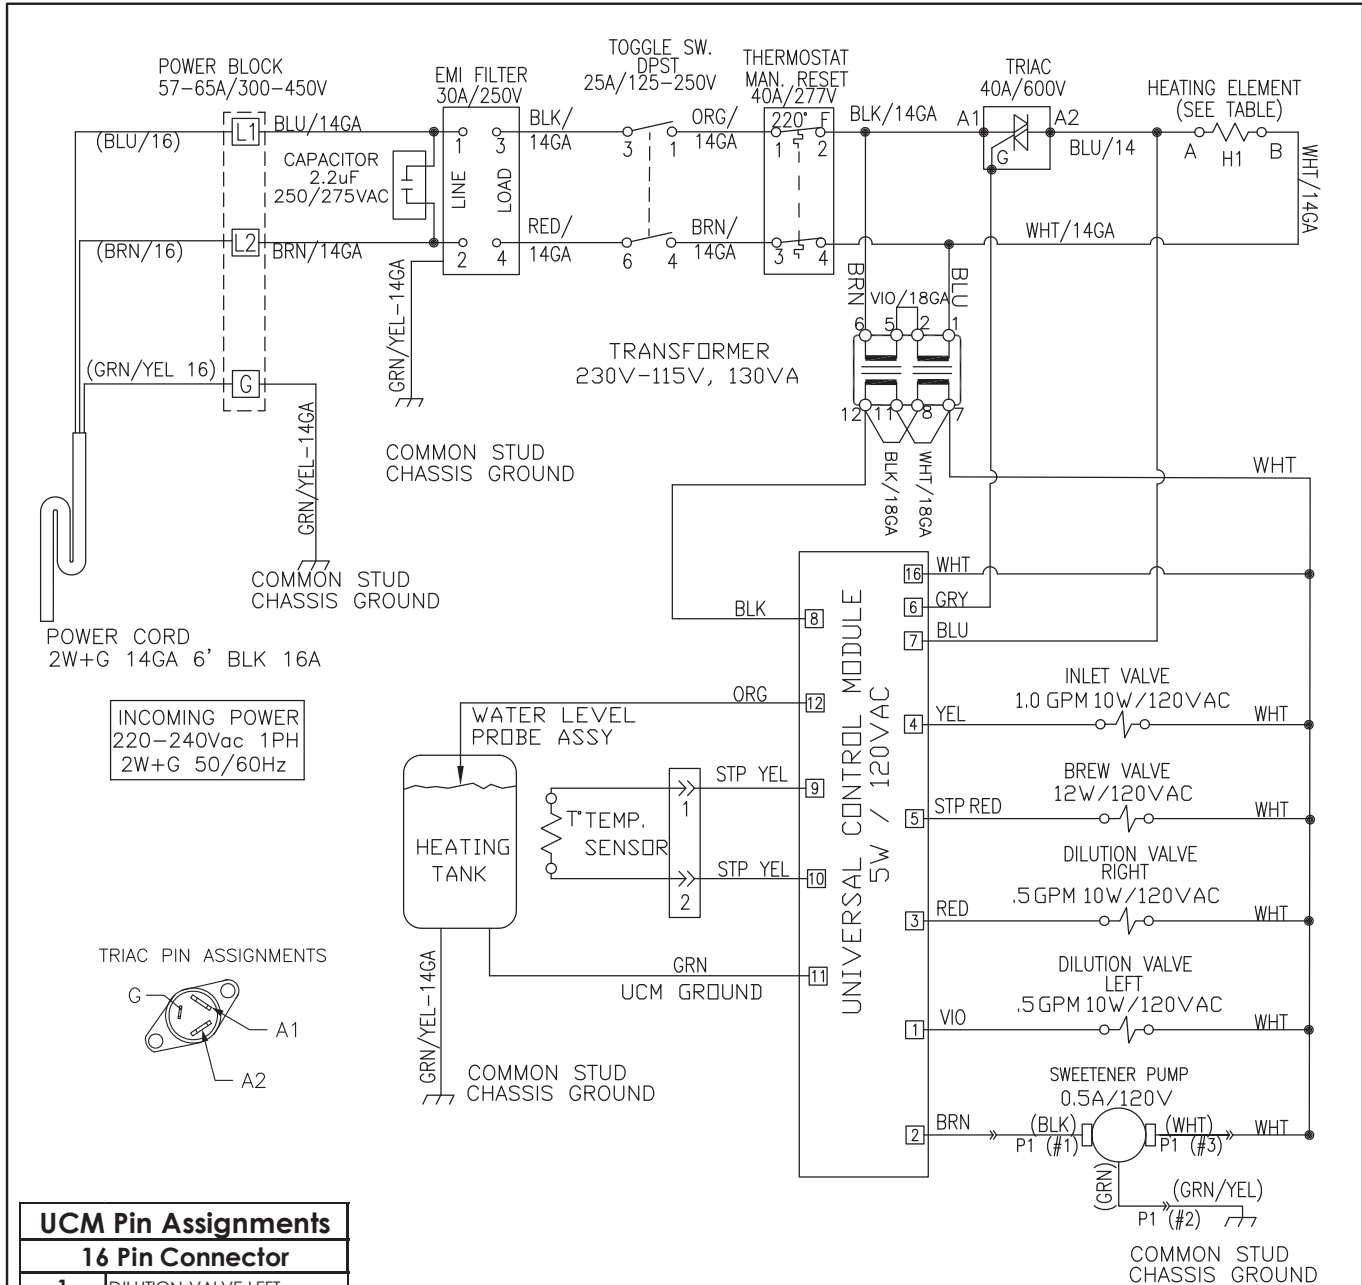 POWER BLOCK
57-65A/300-450V
EMI FILTER
30A/250V
TOGGLE SW.
DPST
25A/125-250V
THERMOSTAT
MAN. RESET
40A/277V
220° F
TRIAC
40A/600V
HEATING ELEMENT
(SEE TABLE)
(BLU/16)
L1
BLU/14GA
1
3
BLK/
14GA
3
1
ORG/
14GA
1
2
BLK/14GA
A1
A2
G
BLU/14
A
H1
B
WHT/14GA
CAPACITOR
2.2uF
250/275VAC
LINE
LOAD
(BRN/16)
L2
BRN/14GA
2
4
RED/
14GA
6
4
BRN/
14GA
3
4
WHT/14GA
GRN/YEL-14GA
BRN
VIO/18GA
BLU
6
5
2
1
TRANSFORMER
230V-115V, 130VA
12
11
8
7
BLK/18GA
WHT/18GA
WHT
(GRN/YEL 16)
G
GRN/YEL-14GA
COMMON STUD
CHASSIS GROUND
COMMON STUD
CHASSIS GROUND
POWER CORD
2W+G 14GA 6' BLK 16A
INCOMING POWER
220-240Vac 1PH
2W+G 50/60Hz
UNIVERSAL CONTROL MODULE
5W / 120VAC
BLK
8
16
WHT
6
GRY
7
BLU
ORG
12
WATER LEVEL
PROBE ASSY
HEATING
TANK
T° TEMP.
SENSOR
1
2
STP YEL
9
STP YEL
10
GRN
11
UCM GROUND
GRN/YEL-14GA
COMMON STUD
CHASSIS GROUND
INLET VALVE
1.0 GPM 10W/120VAC
4
YEL
WHT
BREW VALVE
12W/120VAC
5
STP RED
WHT
DILUTION VALVE
RIGHT
.5 GPM 10W/120VAC
3
RED
WHT
DILUTION VALVE
LEFT
.5 GPM 10W/120VAC
1
VIO
WHT
SWEETENER PUMP
0.5A/120V
2
BRN
(BLK)
P1 (#1)
(WHT)
P1 (#3)
WHT
(GRN)
(GRN/YEL)
P1 (#2)
COMMON STUD
CHASSIS GROUND
TRIAC PIN ASSIGNMENTS
G
A1
A2
UCM Pin Assignments
16 Pin Connector
1 DILUTION VALVE LEFT